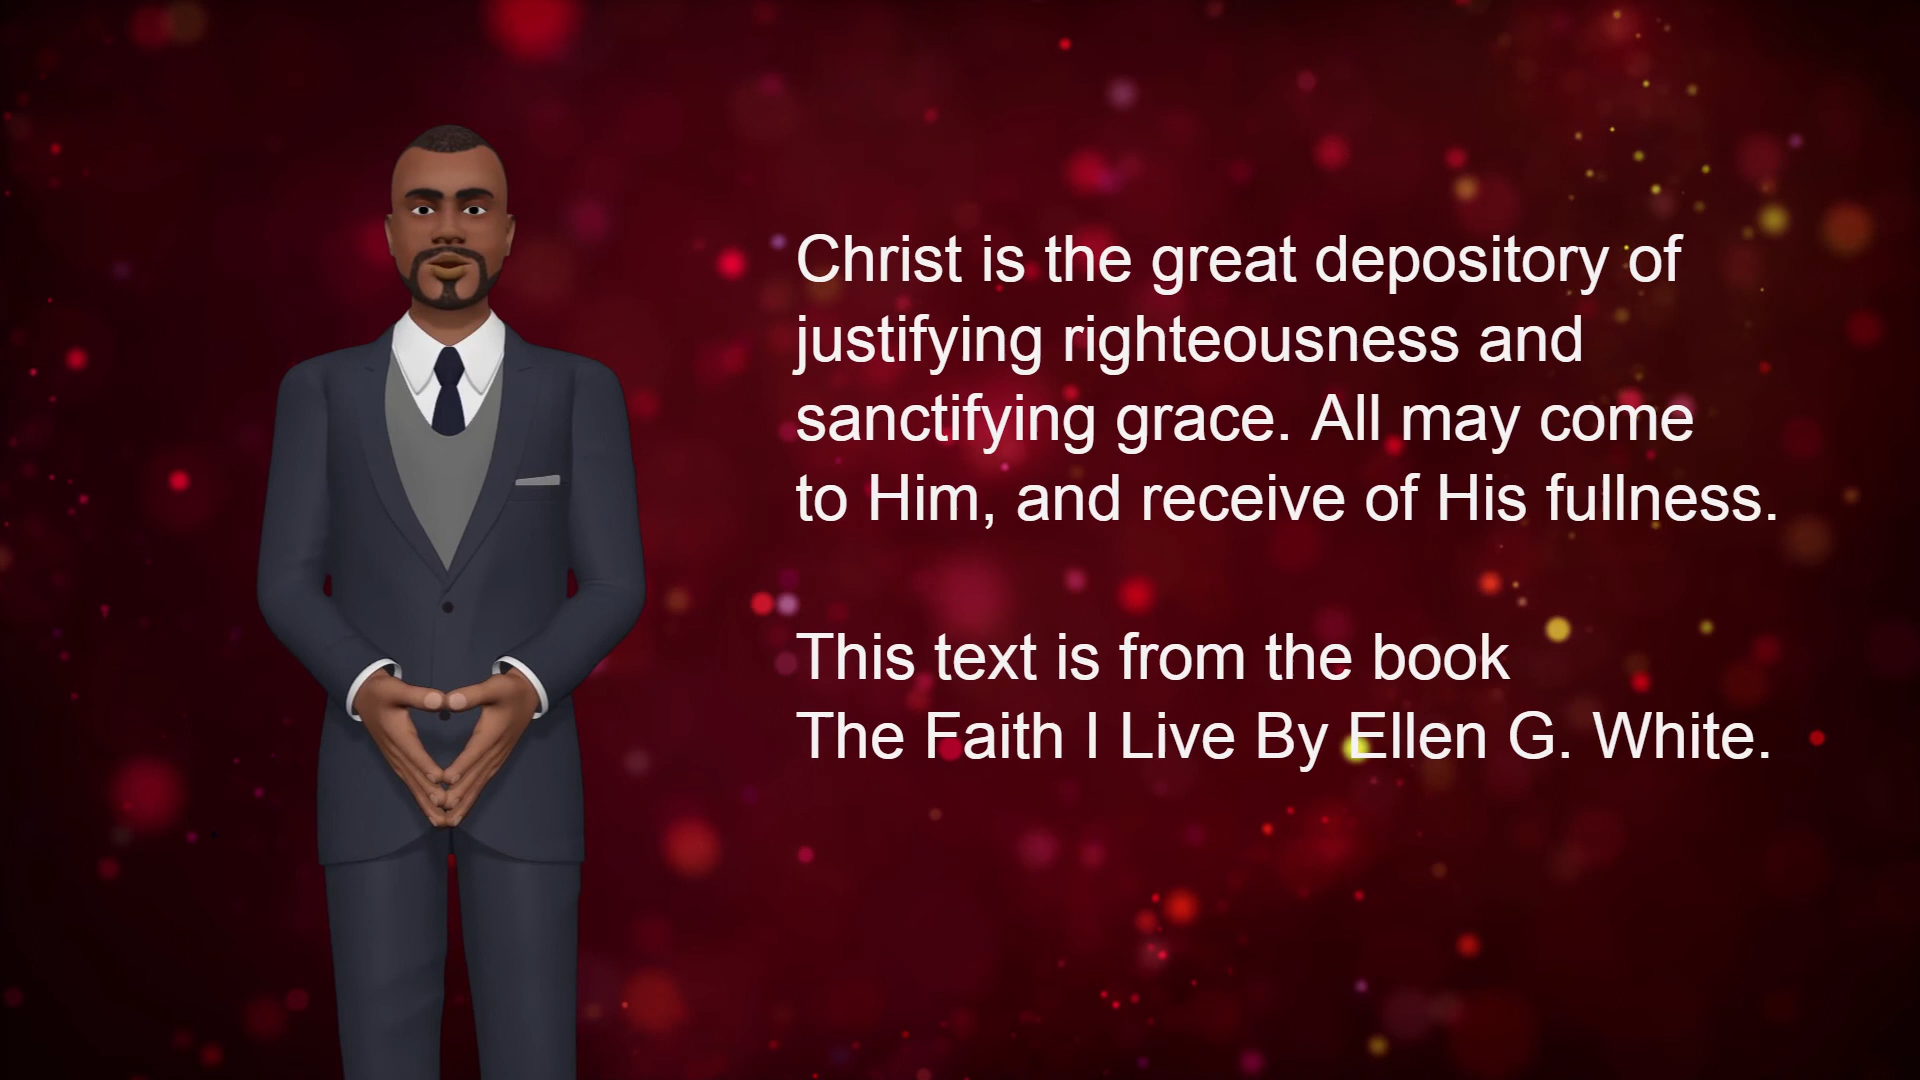 Christ is the great depository of
justifying righteousness and
sanctifying grace. All may come
to Him, and receive of His fullness.
This text is from the book
The Faith I Live By Ellen G. White.